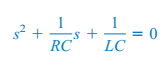 s² + 1/RC s + 1/LC = 0